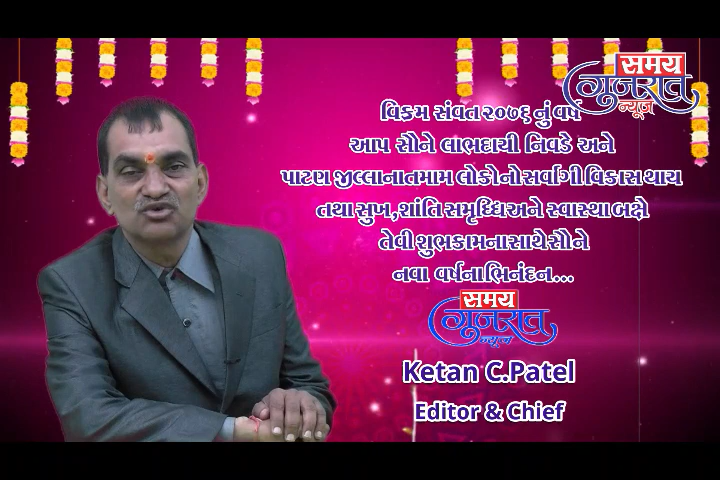 સમય
ગુજરાત
ન્યૂઝ
વિક્રમ સંવત ૨૦૭૬ નું વર્ષ
આપ સૌને લાભદાયી નિવડે અને
પાટણ જીલ્લાના તમામ લોકોનો સર્વાગી વિકાસ થાય
તથા સુખ,શાંતિ સમૃધ્ધિ અને સ્વાસ્થા બક્ષે
તેવી શુભકામના સાથે સૌને
નવા વર્ષના ભિનંદન...
સમય
ગુજરાત
ન્યૂઝ
Ketan C.Patel
Editor & Chief